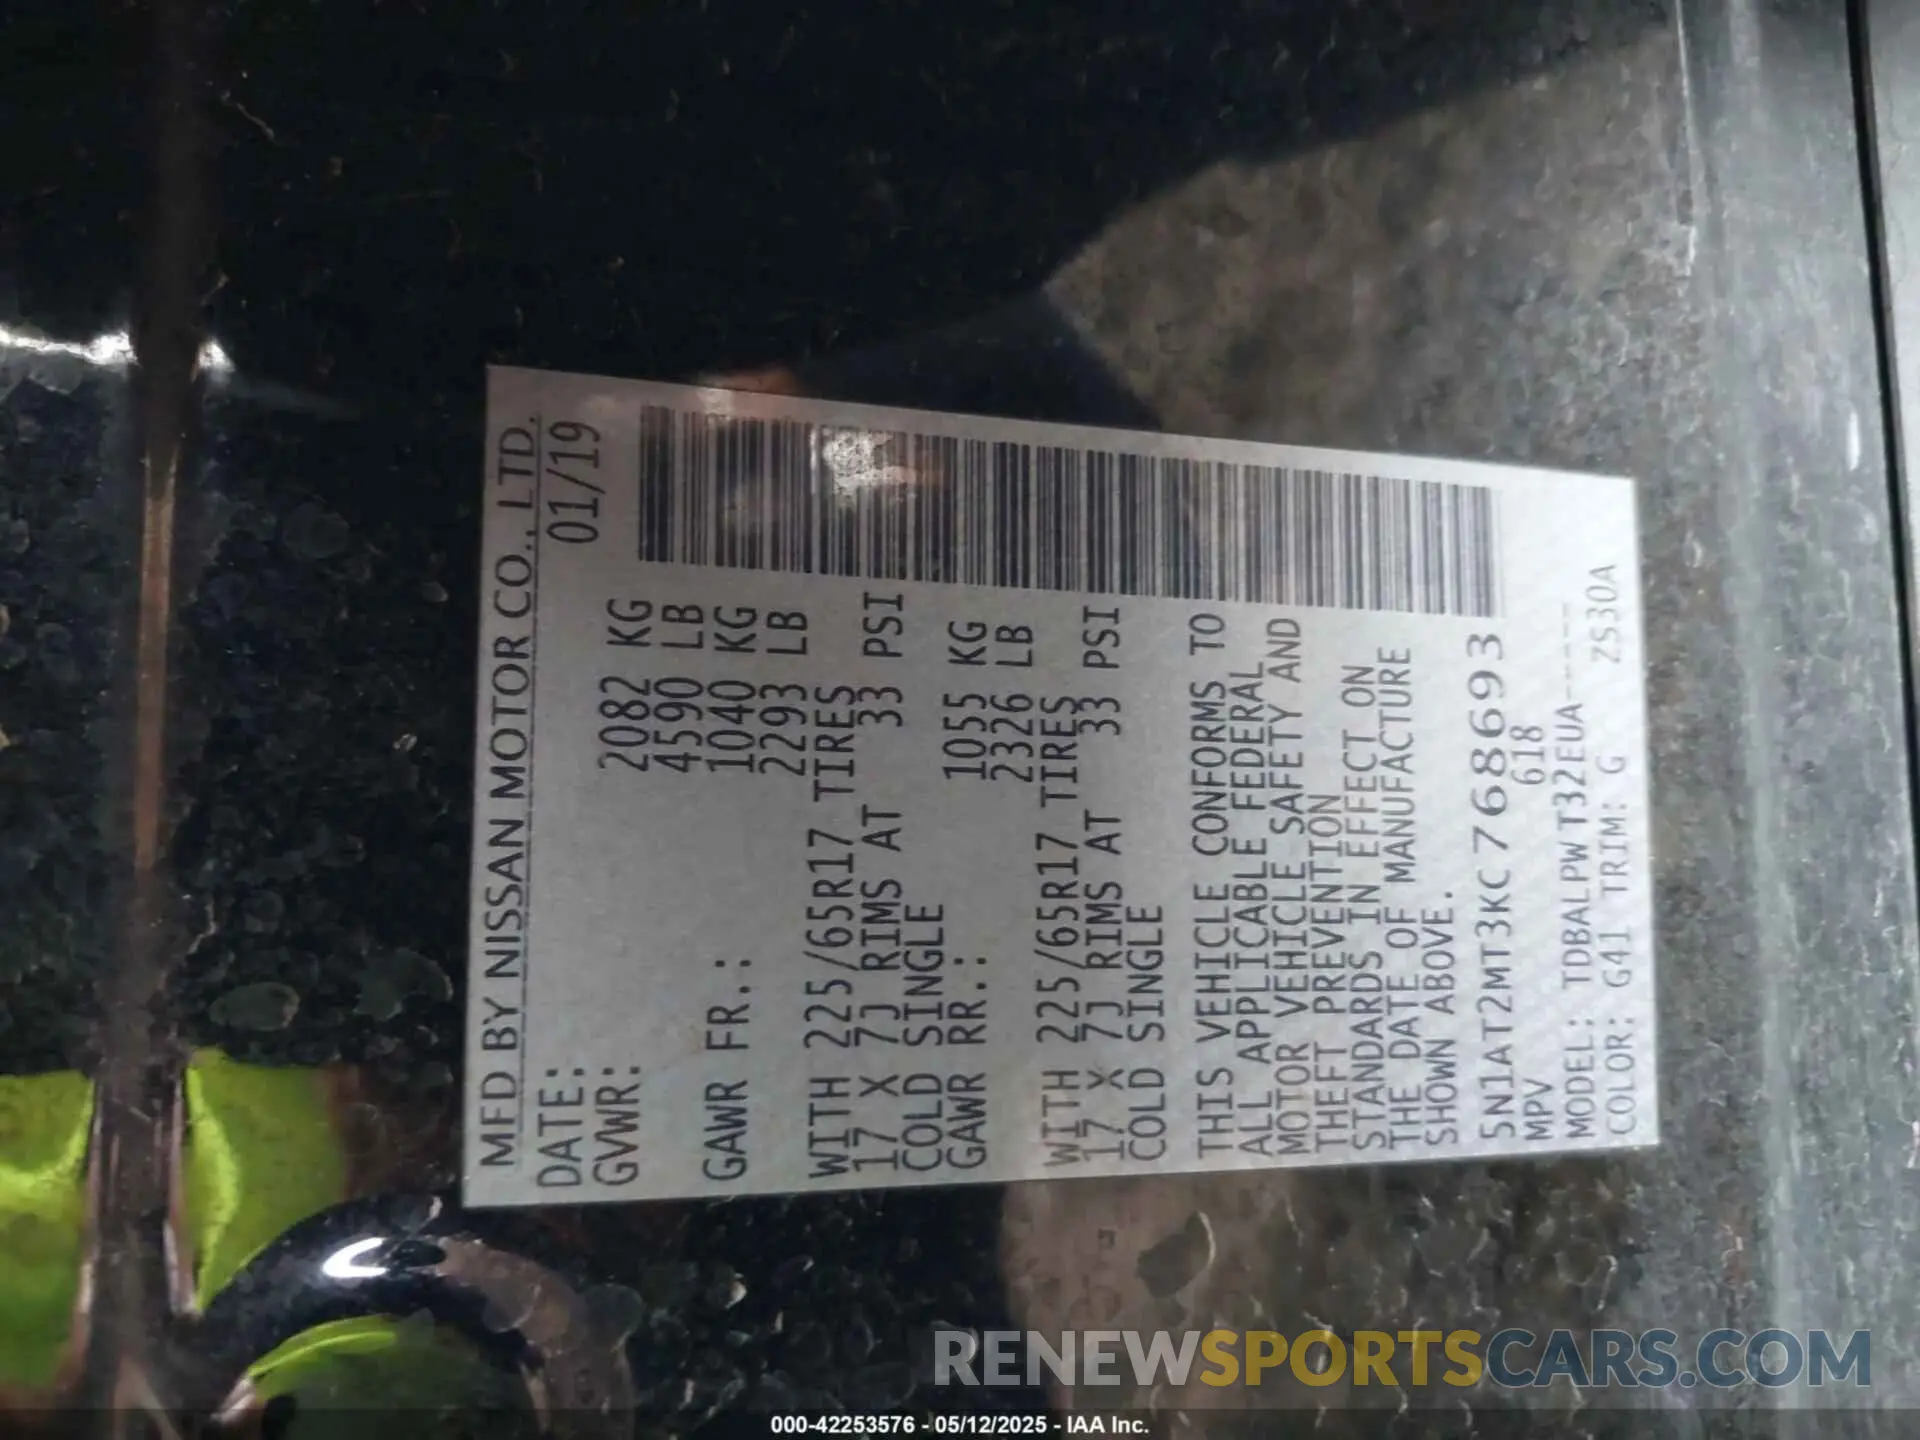 MFD BY NISSAN MOTOR CO., LTD.
DATE: 01/19
GVWR: 2082 KG
4590 LB
GAWR FR.: 1040 KG
2293 LB
WITH 225/65R17 TIRES
17 X 7J RIMS AT 33 PSI
COLD SINGLE
GAWR RR.: 1055 KG
2326 LB
WITH 225/65R17 TIRES
17 X 7J RIMS AT 33 PSI
COLD SINGLE
THIS VEHICLE CONFORMS TO
ALL APPLICABLE FEDERAL
MOTOR VEHICLE SAFETY AND
THEFT PREVENTION
STANDARDS IN EFFECT ON
THE DATE OF MANUFACTURE
SHOWN ABOVE.
5N1AT2MT3KC768693
MPV 618
MODEL: TDBALPW T32EUA------
COLOR: G41 TRIM: G ZS30A
RENEWSPORTSCARS.COM
000-42253576 - 05/12/2025 - IAA Inc.